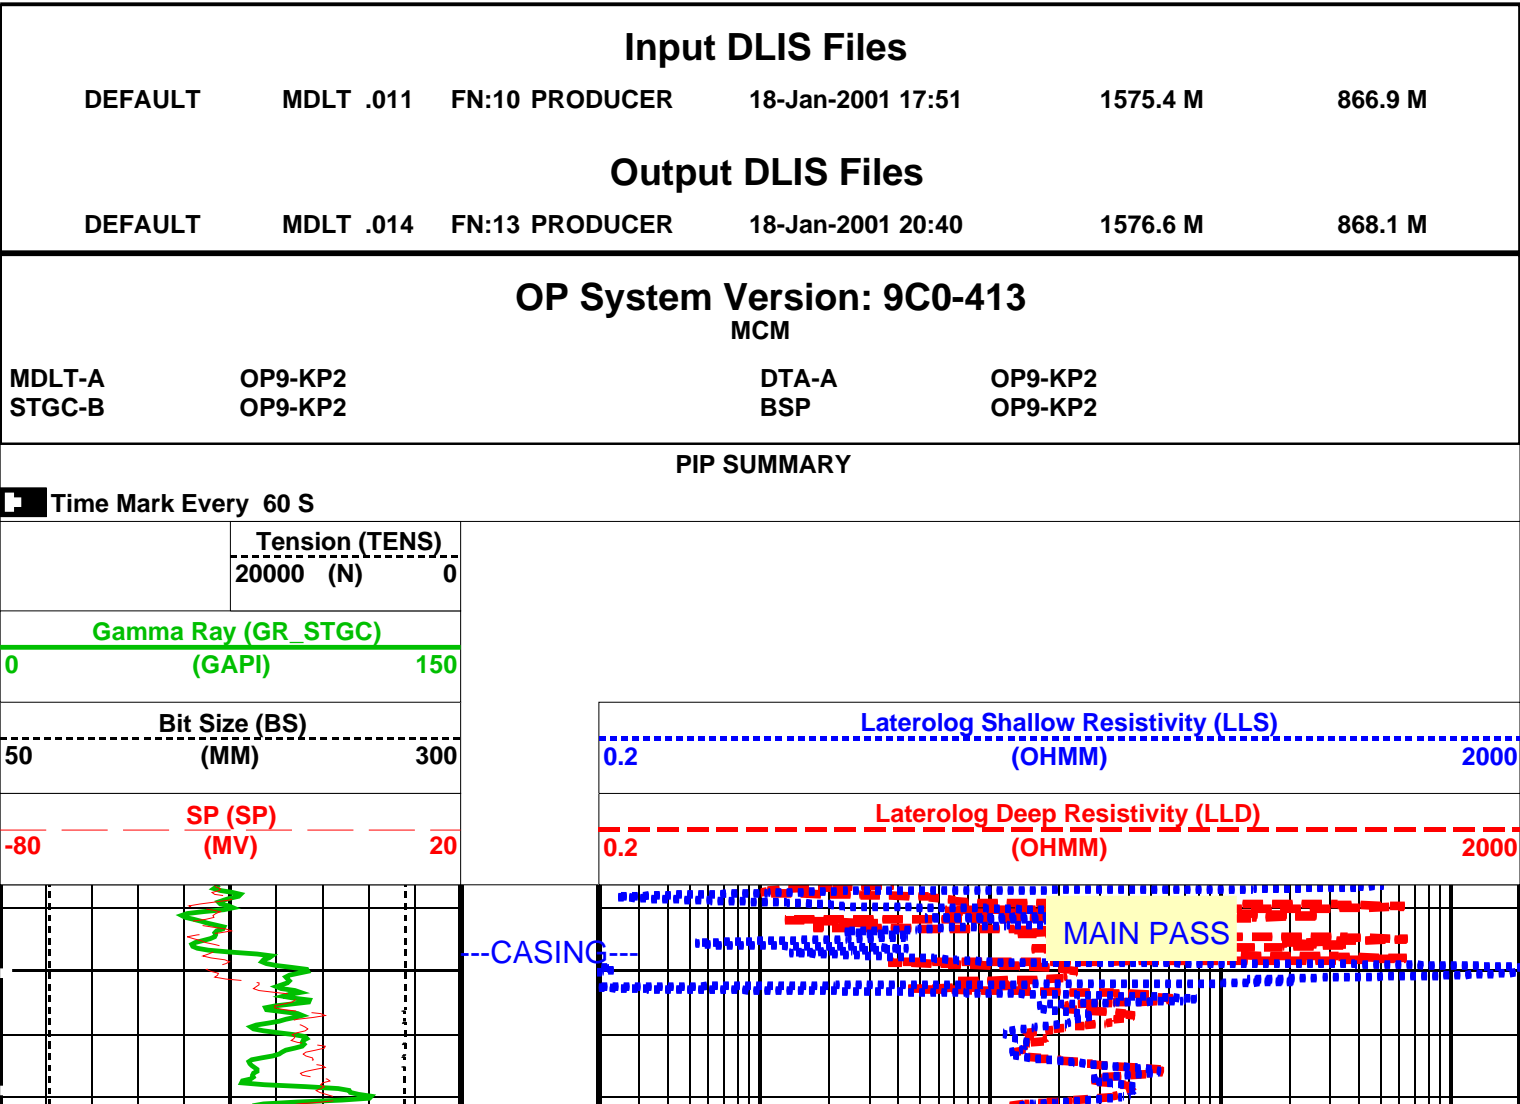 Input DLIS Files
DEFAULT MDLT .011 FN:10 PRODUCER 18-Jan-2001 17:51 1575.4 M 866.9 M
Output DLIS Files
DEFAULT MDLT .014 FN:13 PRODUCER 18-Jan-2001 20:40 1576.6 M 868.1 M
OP System Version: 9C0-413
MCM
MDLT-A OP9-KP2 DTA-A OP9-KP2
STGC-B OP9-KP2 BSP OP9-KP2
PIP SUMMARY
Time Mark Every 60 S
Tension (TENS)
20000 (N) 0
Gamma Ray (GR_STGC)
0 (GAPI) 150
Bit Size (BS)
50 (MM) 300
Laterolog Shallow Resistivity (LLS)
0.2 (OHMM) 2000
SP (SP)
-80 (MV) 20
Laterolog Deep Resistivity (LLD)
0.2 (OHMM) 2000
MAIN PASS
---CASING---